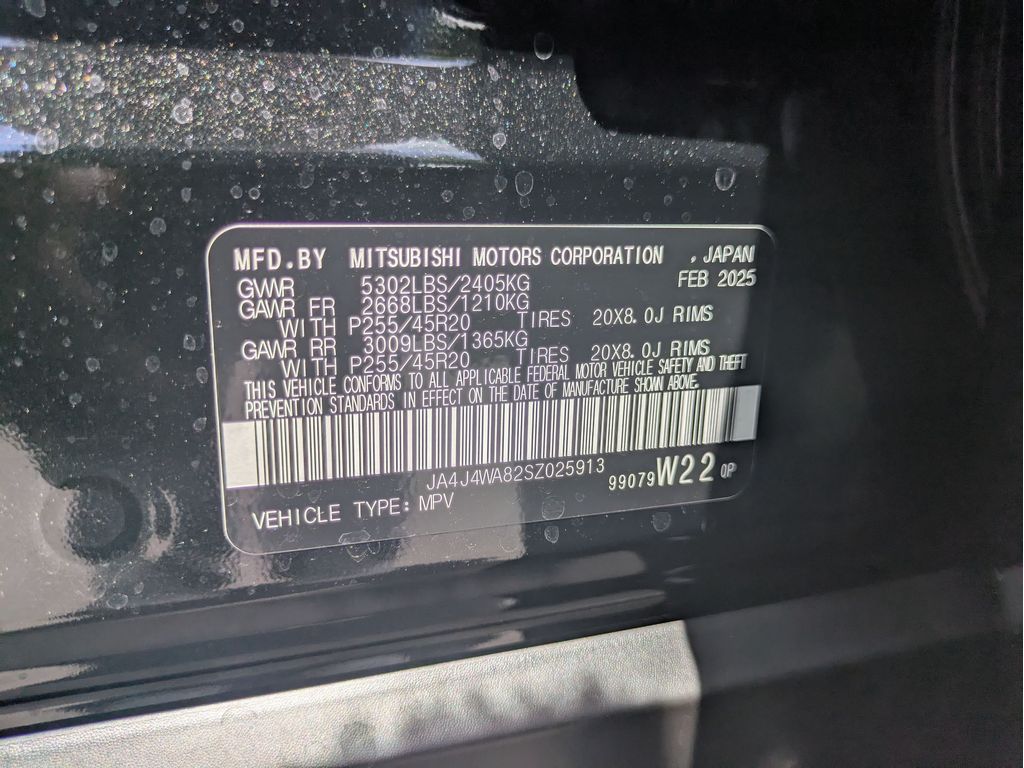 MFD.BY MITSUBISHI MOTORS CORPORATION , JAPAN
FEB 2025
GVWR 5302LBS/2405KG
GAWR FR 2668LBS/1210KG
WITH P255/45R20 TIRES 20X8.0J RIMS
GAWR RR 3009LBS/1365KG
WITH P255/45R20 TIRES 20X8.0J RIMS
THIS VEHICLE CONFORMS TO ALL APPLICABLE FEDERAL MOTOR VEHICLE SAFETY AND THEFT
PREVENTION STANDARDS IN EFFECT ON THE DATE OF MANUFACTURE SHOWN ABOVE.
JA4J4WA82SZ025913
99079 W22 OP
VEHICLE TYPE: MPV